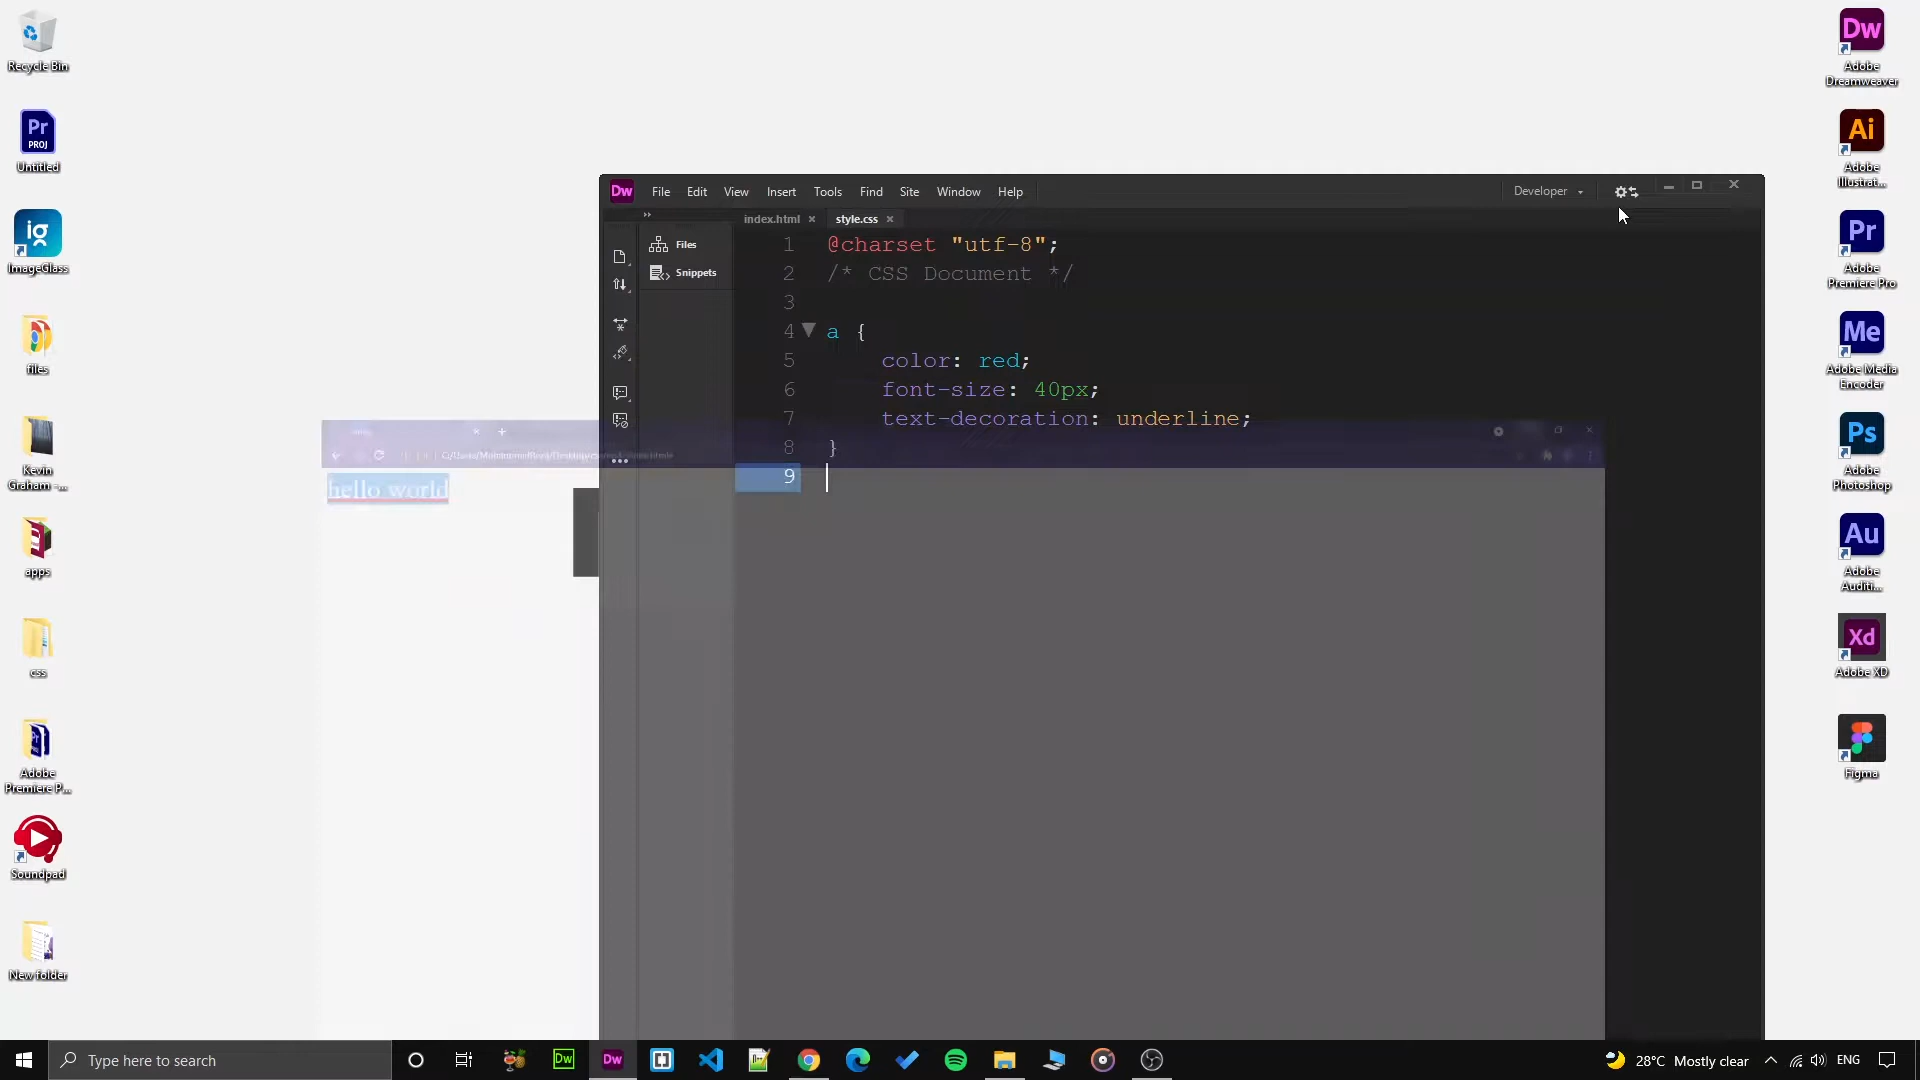 Recycle Bin
Pr
PROJ
Untitled
ig
ImageGlass
files
Kevin
Graham -...
apps
css
Pr
Adobe
Premiere P...
Soundpad
New folder
hello world
Dw
File Edit View Insert Tools Find Site Window Help
Developer
index.html
style.css
Files
Snippets
1 @charset "utf-8";
2 /* CSS Document */
3
4 a {
5 color: red;
6 font-size: 40px;
7 text-decoration: underline;
8 }
9
Dw
Adobe
Dreamweaver
Ai
Adobe
Illustrat...
Pr
Adobe
Premiere Pro
Me
Adobe Media
Encoder
Ps
Adobe
Photoshop
Au
Adobe
Auditi...
Xd
Adobe XD
Figma
Type here to search
Dw
Dw
28°C Mostly clear
ENG